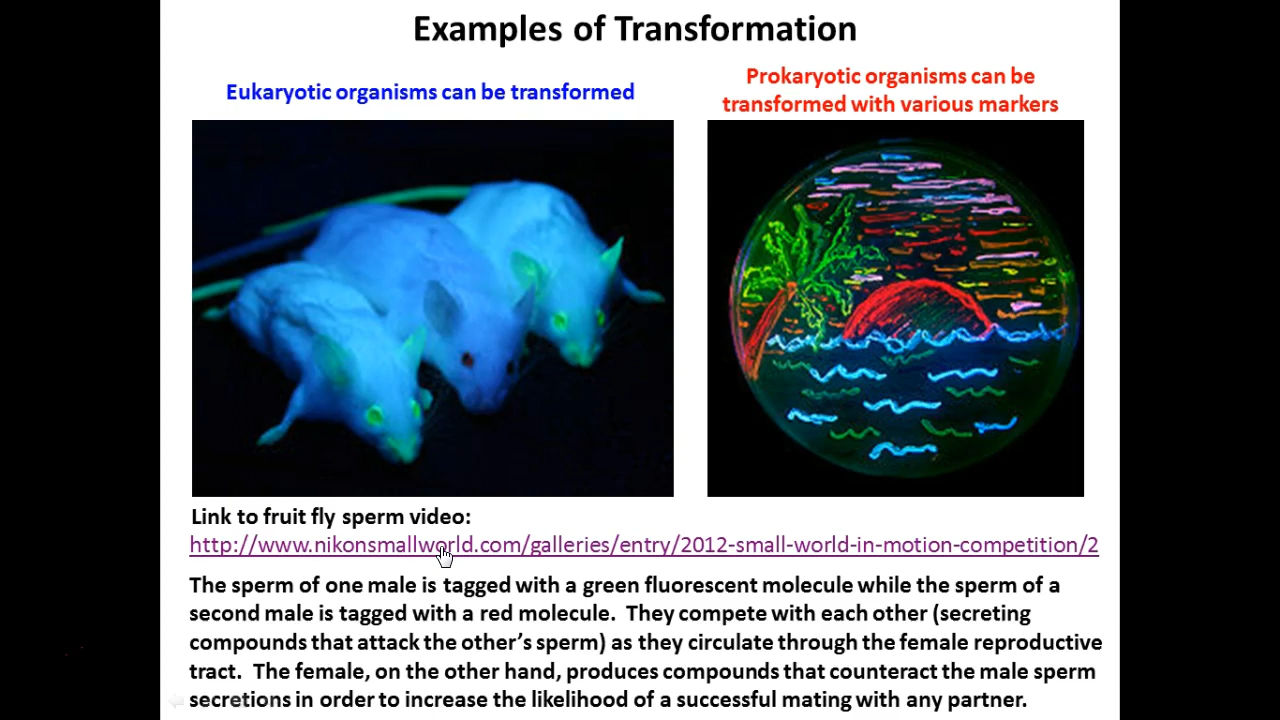 Examples of Transformation
Eukaryotic organisms can be transformed
Prokaryotic organisms can be
transformed with various markers
Link to fruit fly sperm video:
http://www.nikonsmallworld.com/galleries/entry/2012-small-world-in-motion-competition/2
The sperm of one male is tagged with a green fluorescent molecule while the sperm of a
second male is tagged with a red molecule.  They compete with each other (secreting
compounds that attack the other’s sperm) as they circulate through the female reproductive
tract.  The female, on the other hand, produces compounds that counteract the male sperm
secretions in order to increase the likelihood of a successful mating with any partner.